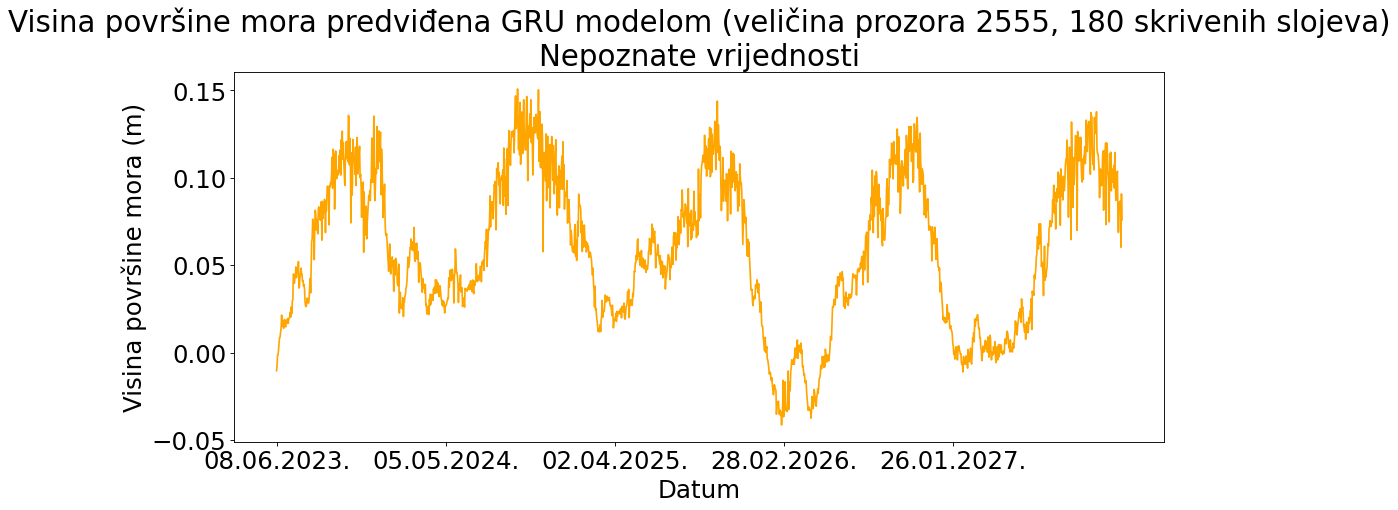 Visina površine mora predviđena GRU modelom (veličina prozora 2555, 180 skrivenih slojeva)
Nepoznate vrijednosti
Visina površine mora (m)
0.15
0.10
0.05
0.00
−0.05
08.06.2023. 05.05.2024. 02.04.2025. 28.02.2026. 26.01.2027.
Datum